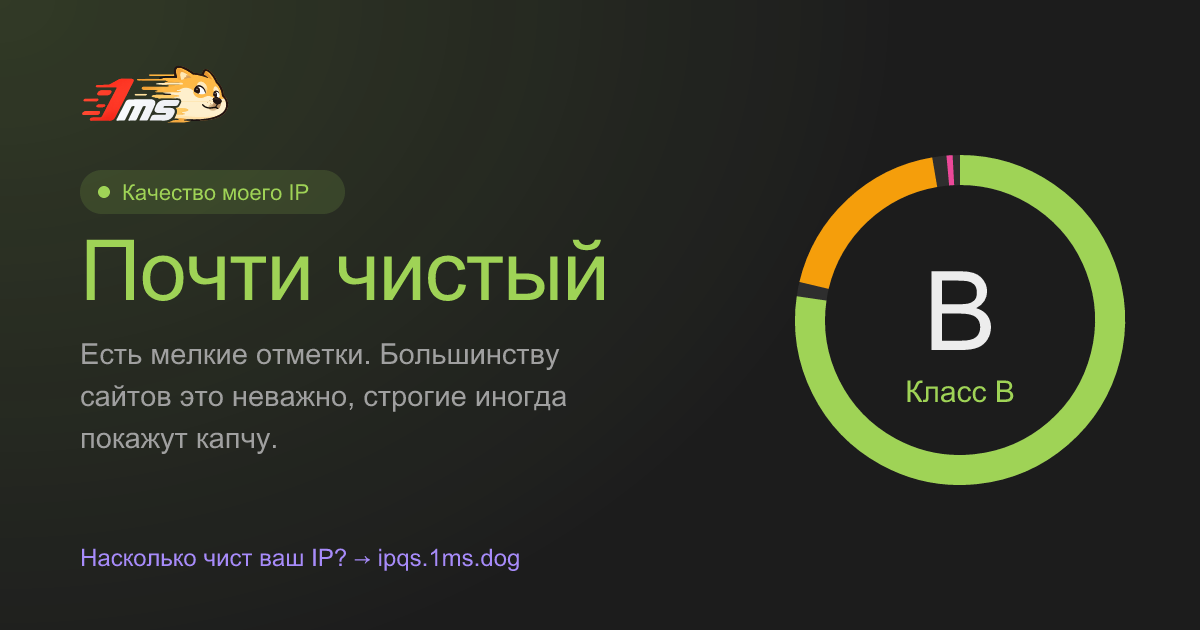 1ms
Качество моего IP
Почти чистый
Есть мелкие отметки. Большинству
сайтов это неважно, строгие иногда
покажут капчу.
B
Класс B
Насколько чист ваш IP? → ipqs.1ms.dog